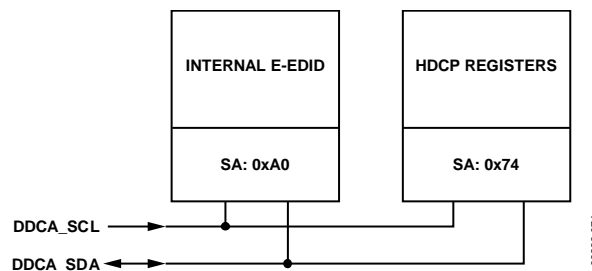 INTERNAL E-EDID
HDCP REGISTERS
SA: 0xA0
SA: 0x74
DDCA_SCL
DDCA_SDA